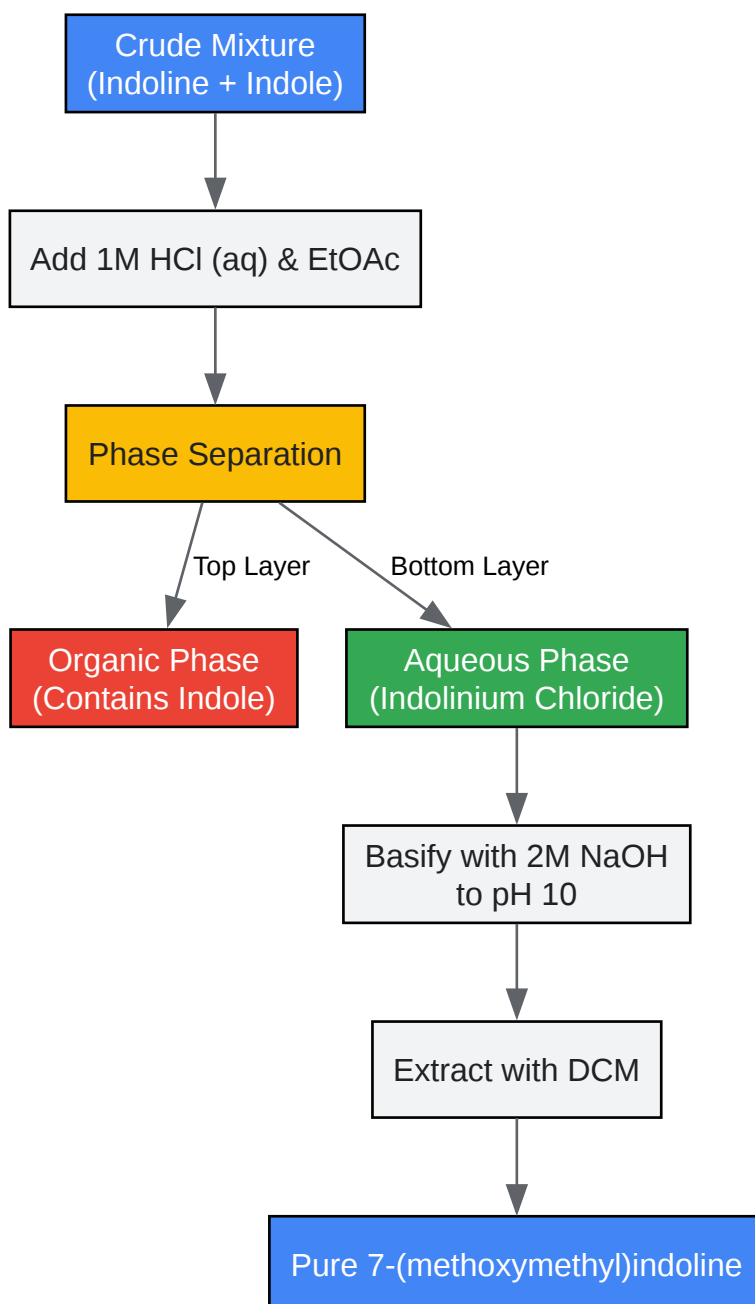 Crude Mixture
(Indoline + Indole)
Add 1M HCl (aq) & EtOAc
Phase Separation
Top Layer
Bottom Layer
Organic Phase
(Contains Indole)
Aqueous Phase
(Indolinium Chloride)
Basify with 2M NaOH
to pH 10
Extract with DCM
Pure 7-(methoxymethyl)indoline